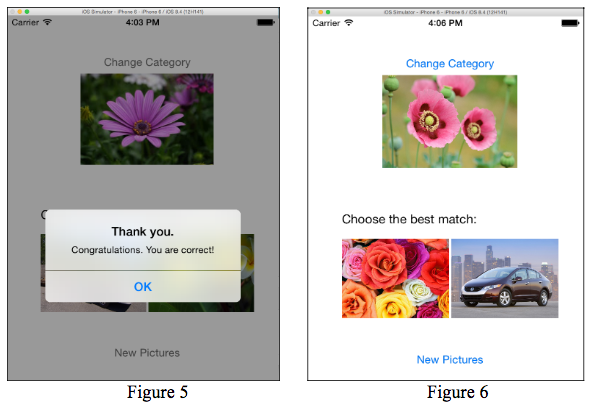 iOS Simulator - iPhone 6 - iPhone 6 / iOS 8.4 (12H141)
Carrier 4:03 PM
Change Category
C
Thank you.
Congratulations. You are correct!
OK
New Pictures
Figure 5
iOS Simulator - iPhone 6 - iPhone 6 / iOS 8.4 (12H141)
Carrier 4:06 PM
Change Category
Choose the best match:
New Pictures
Figure 6